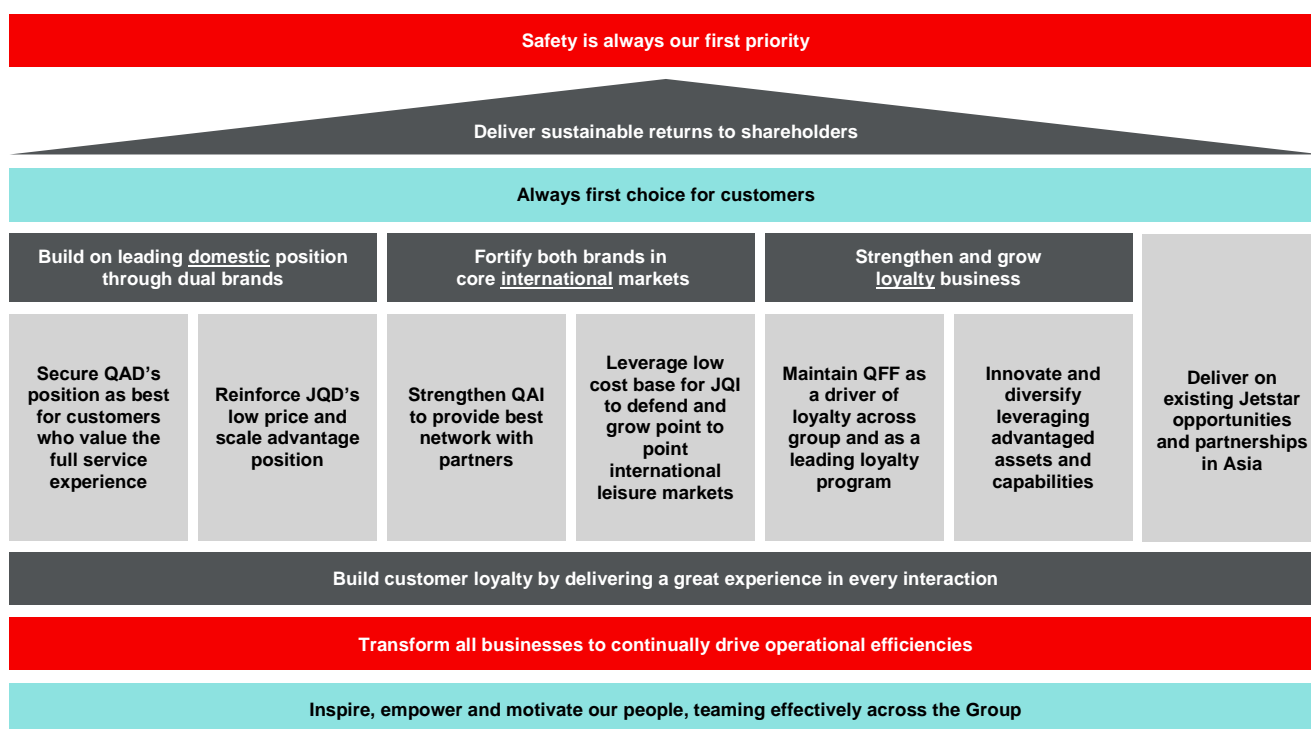 Safety is always our first priority
Deliver sustainable returns to shareholders
Always first choice for customers
Build on leading domestic position
through dual brands
Fortify both brands in
core international markets
Strengthen and grow
loyalty business
Secure QAD’s
position as best
for customers
who value the
full service
experience
Reinforce JQD’s
low price and
scale advantage
position
Strengthen QAI
to provide best
network with
partners
Leverage low
cost base for JQI
to defend and
grow point to
point
international
leisure markets
Maintain QFF as
a driver of
loyalty across
group and as a
leading loyalty
program
Innovate and
diversify
leveraging
advantaged
assets and
capabilities
Deliver on
existing Jetstar
opportunities
and partnerships
in Asia
Build customer loyalty by delivering a great experience in every interaction
Transform all businesses to continually drive operational efficiencies
Inspire, empower and motivate our people, teaming effectively across the Group